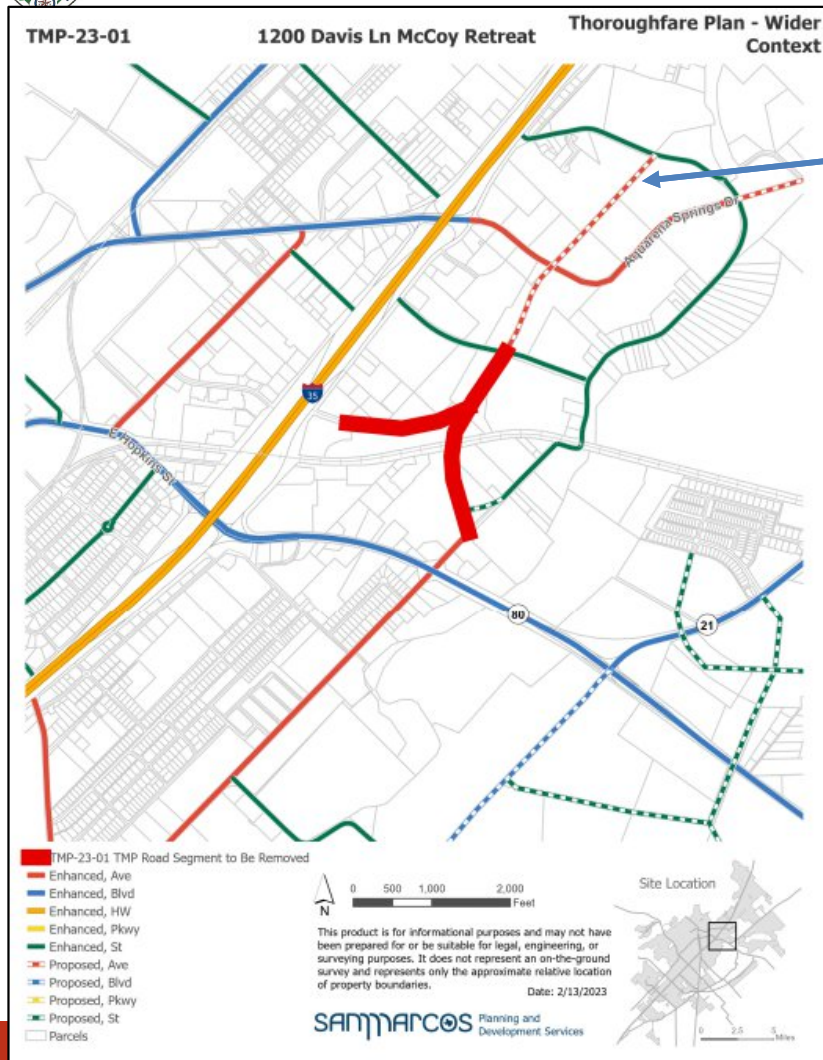 TMP-23-01
1200 Davis Ln McCoy Retreat
Thoroughfare Plan - Wider
Context
Aquarena Springs Dr
35
E Hopkins St
80
21
TMP-23-01 TMP Road Segment to Be Removed
Enhanced, Ave
Enhanced, Blvd
Enhanced, HW
Enhanced, Pkwy
Enhanced, St
Proposed, Ave
Proposed, Blvd
Proposed, Pkwy
Proposed, St
Parcels
N
0 500 1,000 2,000
Feet
This product is for informational purposes and may not have
been prepared for or be suitable for legal, engineering, or
surveying purposes. It does not represent an on-the-ground
survey and represents only the approximate relative location
of property boundaries.
Date: 2/13/2023
SANMARCOS Planning and
Development Services
Site Location
0 2.5 5
Miles